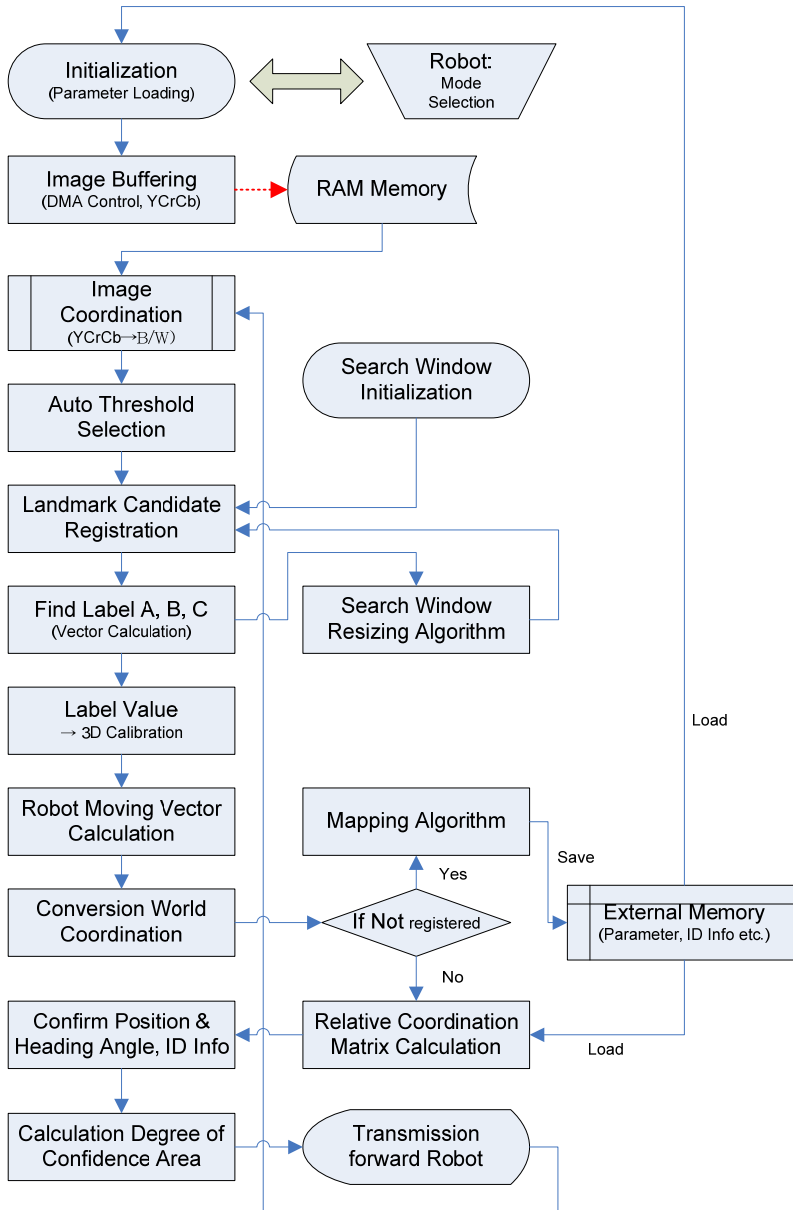 Initialization
(Parameter Loading)
Robot:
Mode
Selection
Image Buffering
(DMA Control, YCrCb)
RAM Memory
Image
Coordination
(YCrCb→B/W)
Search Window
Initialization
Auto Threshold
Selection
Landmark Candidate
Registration
Find Label A, B, C
(Vector Calculation)
Search Window
Resizing Algorithm
Label Value
→ 3D Calibration
Load
Robot Moving Vector
Calculation
Mapping Algorithm
Save
Yes
Conversion World
Coordination
If Not registered
External Memory
(Parameter, ID Info etc.)
No
Confirm Position &
Heading Angle, ID Info
Relative Coordination
Matrix Calculation
Load
Calculation Degree of
Confidence Area
Transmission
forward Robot